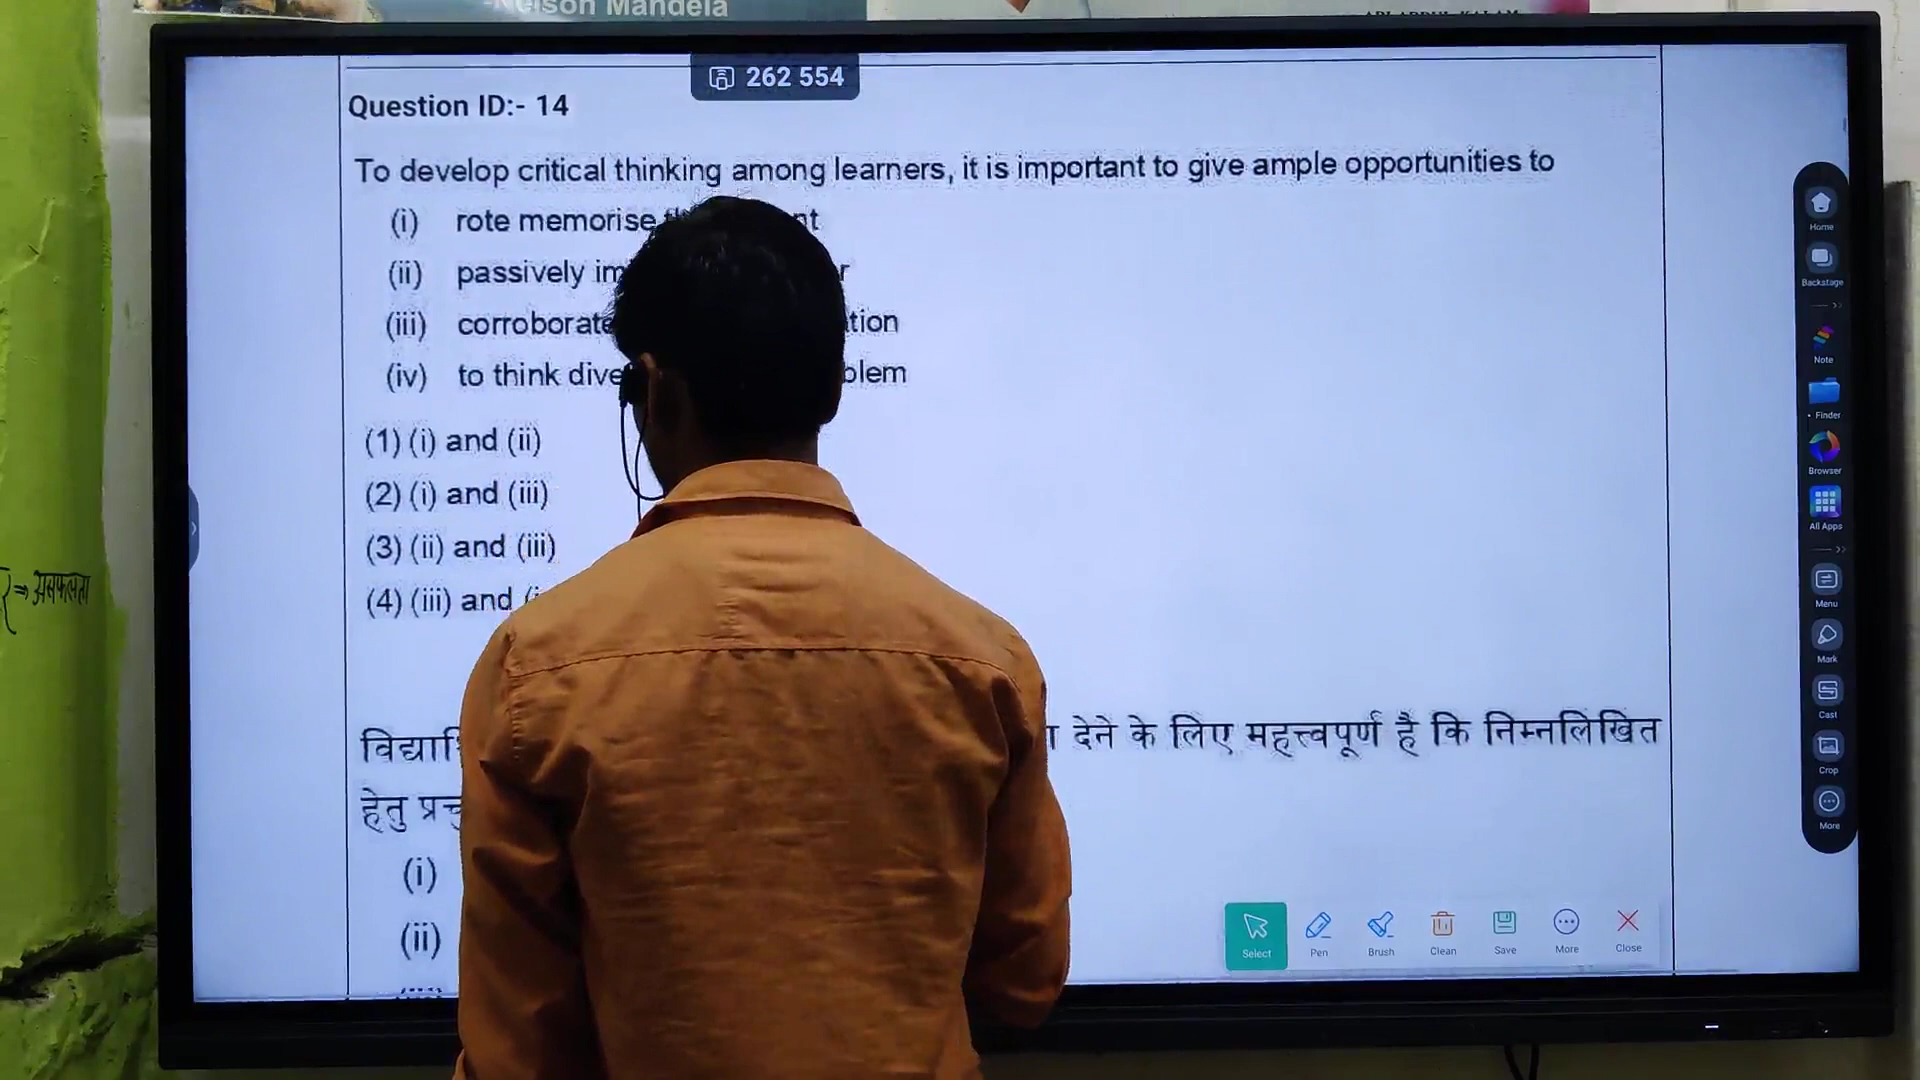 -Nelson Mandela
262 554
Question ID:- 14
To develop critical thinking among learners, it is important to give ample opportunities to
(i) rote memorise
(ii) passively
(iii) corroborate
(iv) to think
(1) (i) and (ii)
(2) (i) and (iii)
(3) (ii) and (iii)
(4) (iii) and
देने के लिए महत्त्वपूर्ण है कि निम्नलिखित
हेतु
(i)
(ii)
Home
Backstage
Note
Finder
Browser
All Apps
Menu
Mark
Cast
Crop
More
Select Pen Brush Clean Save More Close
⇒ असफलता